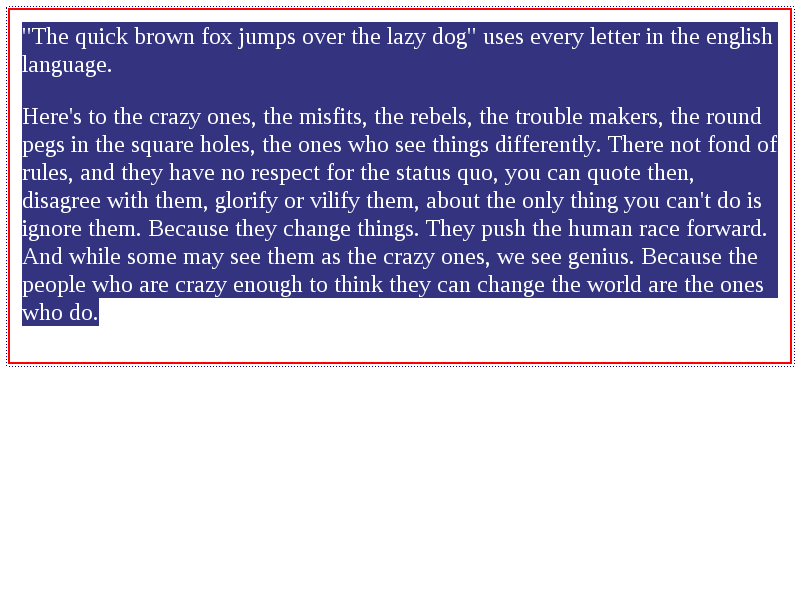 "The quick brown fox jumps over the lazy dog" uses every letter in the english
language.
Here's to the crazy ones, the misfits, the rebels, the trouble makers, the round
pegs in the square holes, the ones who see things differently. There not fond of
rules, and they have no respect for the status quo, you can quote then,
disagree with them, glorify or vilify them, about the only thing you can't do is
ignore them. Because they change things. They push the human race forward.
And while some may see them as the crazy ones, we see genius. Because the
people who are crazy enough to think they can change the world are the ones
who do.